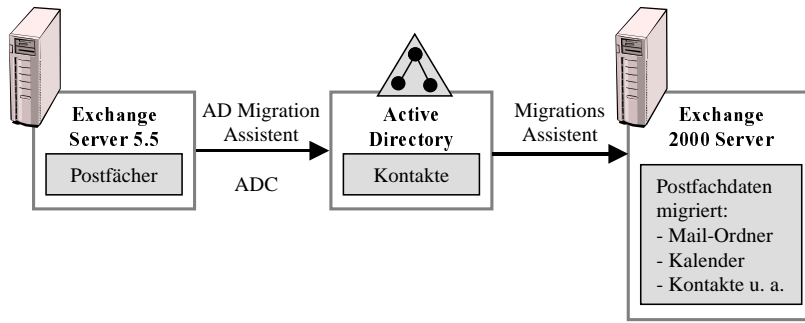 Exchange
Server 5.5
Postfächer
AD Migration
Assistent
ADC
Active
Directory
Kontakte
Migrations
Assistent
Exchange
2000 Server
Postfachdaten
migriert:
- Mail-Ordner
- Kalender
- Kontakte u. a.